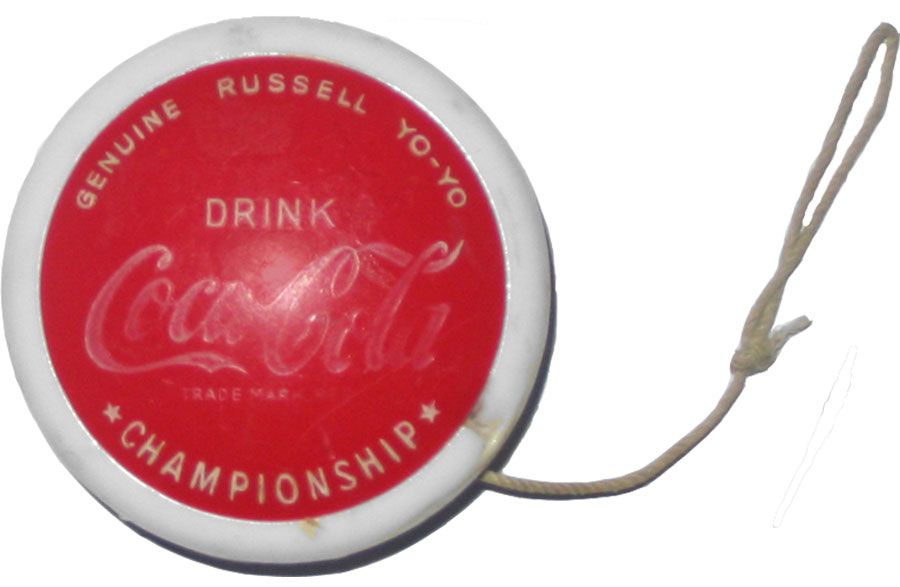 GENUINE RUSSELL YO-YO
DRINK
Coca-Cola
TRADE MARK
CHAMPIONSHIP